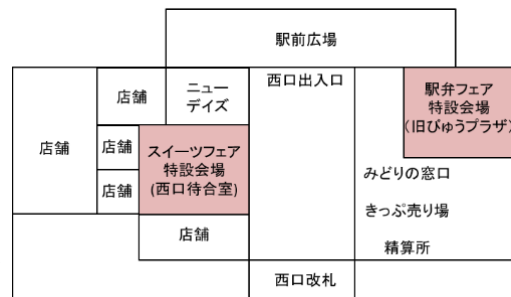 駅前広場
店舗
店舗
ニュー
デイズ
西口出入口
駅弁フェア
特設会場
(旧びゅうプラザ)
店舗
店舗
スイーツフェア
特設会場
(西口待合室)
店舗
みどりの窓口
きっぷ売り場
精算所
店舗
西口改札